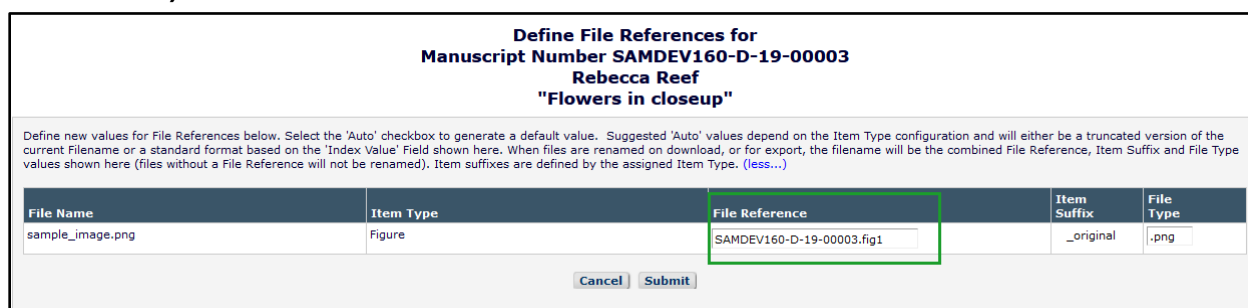 Define File References for
Manuscript Number SAMDEV160-D-19-00003
Rebecca Reef
"Flowers in closeup"
Define new values for File References below. Select the 'Auto' checkbox to generate a default value. Suggested 'Auto' values depend on the Item Type configuration and will either be a truncated version of the
current Filename or a standard format based on the 'Index Value' Field shown here. When files are renamed on download, or for export, the filename will be the combined File Reference, Item Suffix and File Type
values shown here (files without a File Reference will not be renamed). Item suffixes are defined by the assigned Item Type. (less...)
File Name Item Type File Reference Item Suffix File Type
sample_image.png Figure SAMDEV160-D-19-00003.fig1 _original .png
Cancel Submit